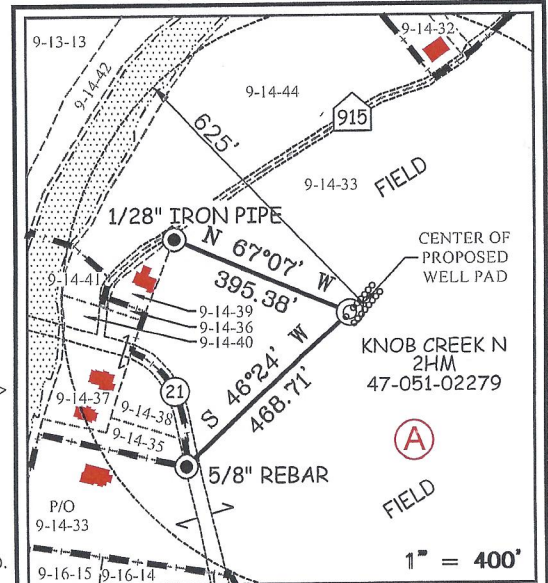 9-14-32
9-13-13
9-14-42
9-14-44
625'
915
9-14-33
FIELD
1/28" IRON PIPE
N 67°07' W
395.38'
CENTER OF
PROPOSED
WELL PAD
9-14-41
9-14-39
9-14-36
9-14-40
KNOB CREEK N
2HM
47-051-02279
S 46°24' W
468.71'
21
9-14-37
9-14-38
A
9-14-35
5/8" REBAR
FIELD
P/O
9-14-33
1" = 400'
9-16-15
9-16-14